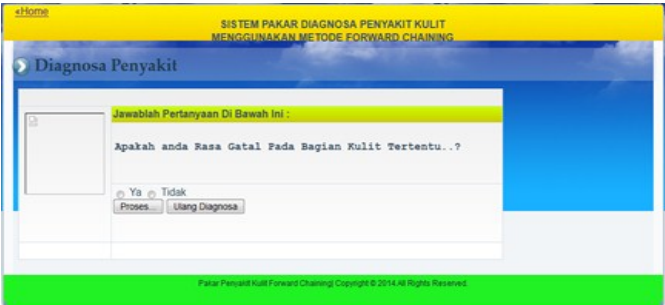 «Home
SISTEM PAKAR DIAGNOSA PENYAKIT KULIT
MENGGUNAKAN METODE FORWARD CHAINING
Diagnosa Penyakit
Jawablah Pertanyaan Di Bawah Ini :
Apakah anda Rasa Gatal Pada Bagian Kulit Tertentu..?
Ya Tidak
Proses... Ulang Diagnosa
Pakar Penyakit Kulit Forward Chaining| Copyright © 2014.All Rights Reserved.